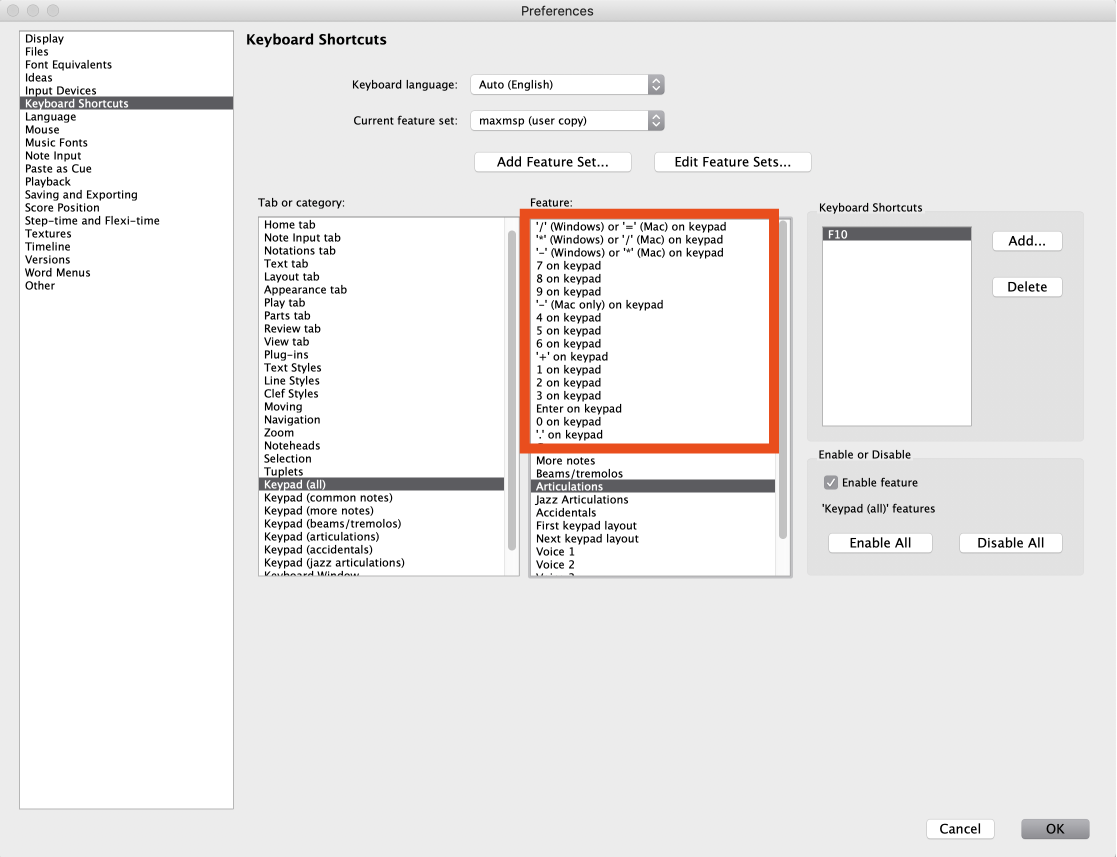 Preferences
Display
Files
Font Equivalents
Ideas
Input Devices
Keyboard Shortcuts
Language
Mouse
Music Fonts
Note Input
Paste as Cue
Playback
Saving and Exporting
Score Position
Step-time and Flexi-time
Textures
Timeline
Versions
Word Menus
Other
Keyboard Shortcuts
Keyboard language: Auto (English)
Current feature set: maxmsp (user copy)
Add Feature Set... Edit Feature Sets...
Tab or category:
Home tab
Note Input tab
Notations tab
Text tab
Layout tab
Appearance tab
Play tab
Parts tab
Review tab
View tab
Plug-ins
Text Styles
Line Styles
Clef Styles
Moving
Navigation
Zoom
Noteheads
Selection
Tuplets
Keypad (all)
Keypad (common notes)
Keypad (more notes)
Keypad (beams/tremolos)
Keypad (articulations)
Keypad (accidentals)
Keypad (jazz articulations)
Keyboard Window
Feature:
'/' (Windows) or '=' (Mac) on keypad
'*' (Windows) or '/' (Mac) on keypad
'-' (Windows) or '*' (Mac) on keypad
7 on keypad
8 on keypad
9 on keypad
'-' (Mac only) on keypad
4 on keypad
5 on keypad
6 on keypad
'+' on keypad
1 on keypad
2 on keypad
3 on keypad
Enter on keypad
0 on keypad
'.' on keypad
More notes
Beams/tremolos
Articulations
Jazz Articulations
Accidentals
First keypad layout
Next keypad layout
Voice 1
Voice 2
Keyboard Shortcuts
F10
Add...
Delete
Enable or Disable
Enable feature
'Keypad (all)' features
Enable All Disable All
Cancel OK